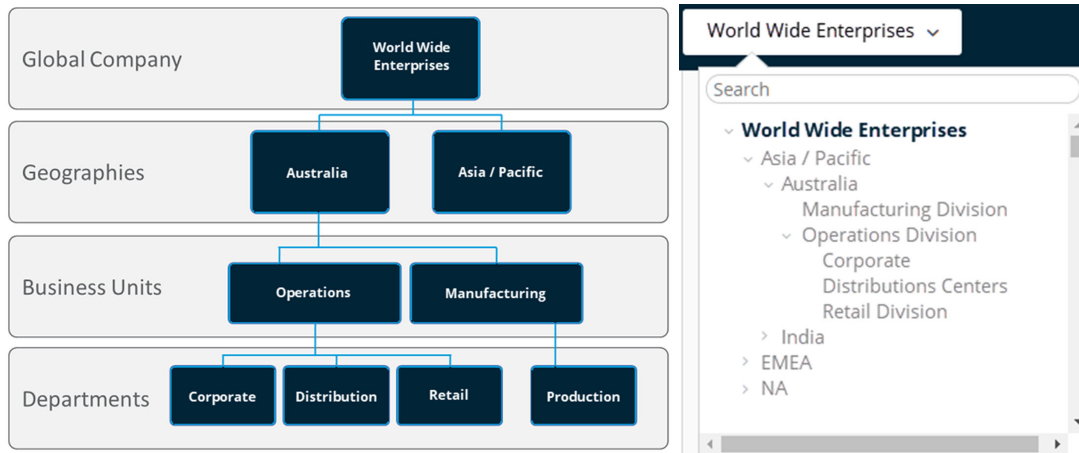 Global Company
World Wide
Enterprises
Geographies
Australia
Asia / Pacific
Business Units
Operations
Manufacturing
Departments
Corporate
Distribution
Retail
Production
World Wide Enterprises
Search
World Wide Enterprises
Asia / Pacific
Australia
Manufacturing Division
Operations Division
Corporate
Distributions Centers
Retail Division
India
EMEA
NA